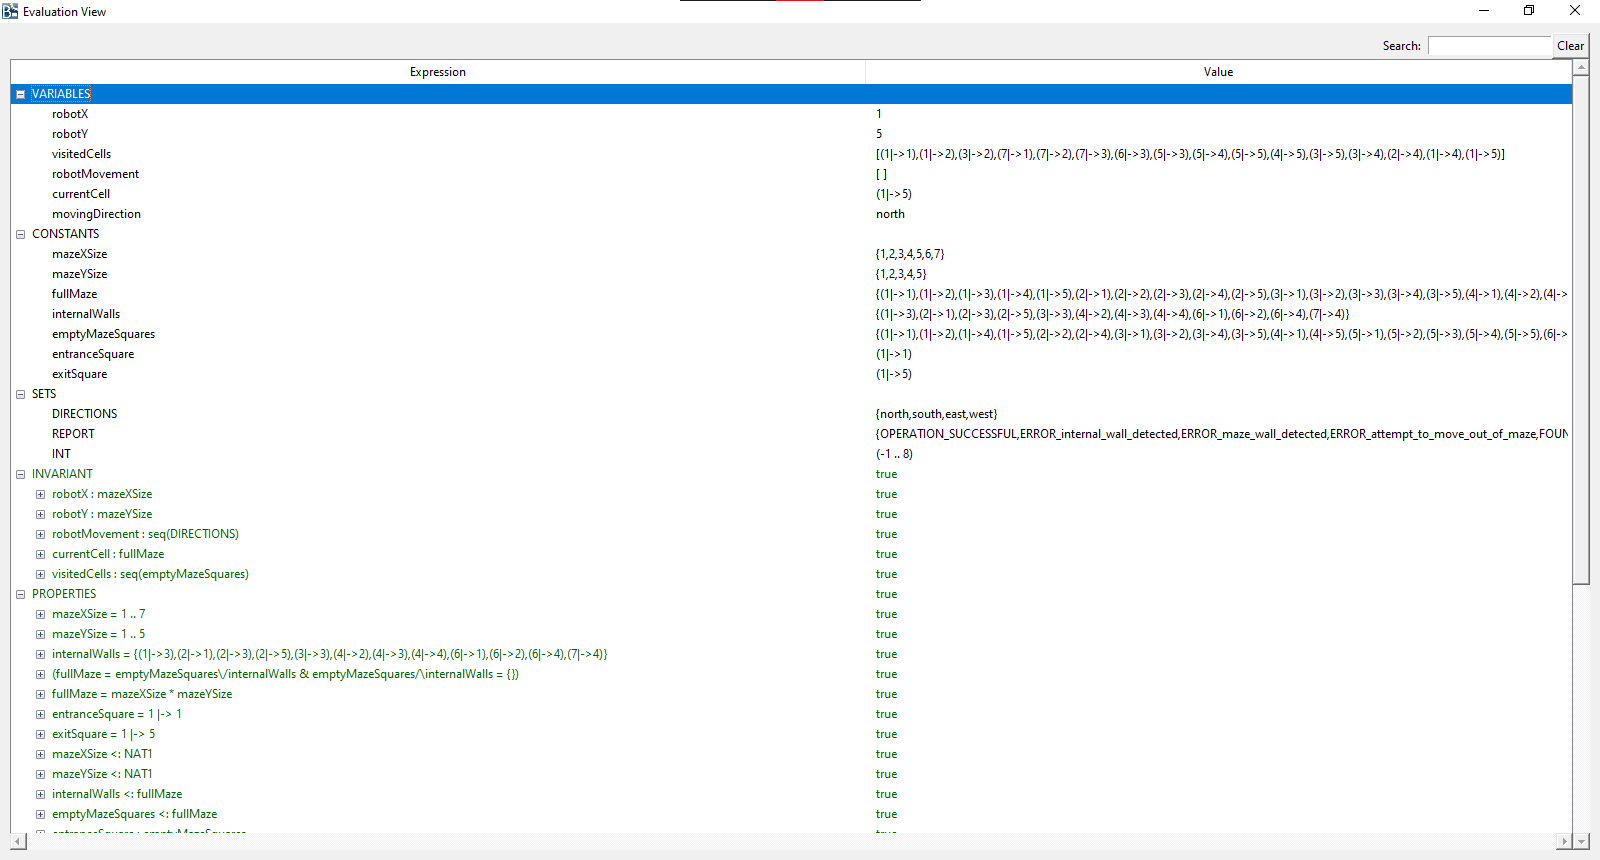 Evaluation View
Search: Clear
Expression Value
VARIABLES
robotX 1
robotY 5
visitedCells [(1|->1),(1|->2),(3|->2),(7|->1),(7|->2),(7|->3),(6|->3),(5|->3),(5|->4),(5|->5),(4|->5),(3|->5),(3|->4),(2|->4),(1|->4),(1|->5)]
robotMovement [ ]
currentCell (1|->5)
movingDirection north
CONSTANTS
mazeXSize {1,2,3,4,5,6,7}
mazeYSize {1,2,3,4,5}
fullMaze {(1|->1),(1|->2),(1|->3),(1|->4),(1|->5),(2|->1),(2|->2),(2|->3),(2|->4),(2|->5),(3|->1),(3|->2),(3|->3),(3|->4),(3|->5),(4|->1),(4|->2),(4|->
internalWalls {(1|->3),(2|->1),(2|->3),(2|->5),(3|->3),(4|->2),(4|->3),(4|->4),(6|->1),(6|->2),(6|->4),(7|->4)}
emptyMazeSquares {(1|->1),(1|->2),(1|->4),(1|->5),(2|->2),(2|->4),(3|->1),(3|->2),(3|->4),(3|->5),(4|->1),(4|->5),(5|->1),(5|->2),(5|->3),(5|->4),(5|->5),(6|->
entranceSquare (1|->1)
exitSquare (1|->5)
SETS
DIRECTIONS {north,south,east,west}
REPORT {OPERATION_SUCCESSFUL,ERROR_internal_wall_detected,ERROR_maze_wall_detected,ERROR_attempt_to_move_out_of_maze,FOUN
INT (-1 .. 8)
INVARIANT true
robotX : mazeXSize true
robotY : mazeYSize true
robotMovement : seq(DIRECTIONS) true
currentCell : fullMaze true
visitedCells : seq(emptyMazeSquares) true
PROPERTIES true
mazeXSize = 1 .. 7 true
mazeYSize = 1 .. 5 true
internalWalls = {(1|->3),(2|->1),(2|->3),(2|->5),(3|->3),(4|->2),(4|->3),(4|->4),(6|->1),(6|->2),(6|->4),(7|->4)} true
(fullMaze = emptyMazeSquares\/internalWalls & emptyMazeSquares/\internalWalls = {}) true
fullMaze = mazeXSize * mazeYSize true
entranceSquare = 1 |-> 1 true
exitSquare = 1 |-> 5 true
mazeXSize <: NAT1 true
mazeYSize <: NAT1 true
internalWalls <: fullMaze true
emptyMazeSquares <: fullMaze true
entranceSquare : emptyMazeSquares true